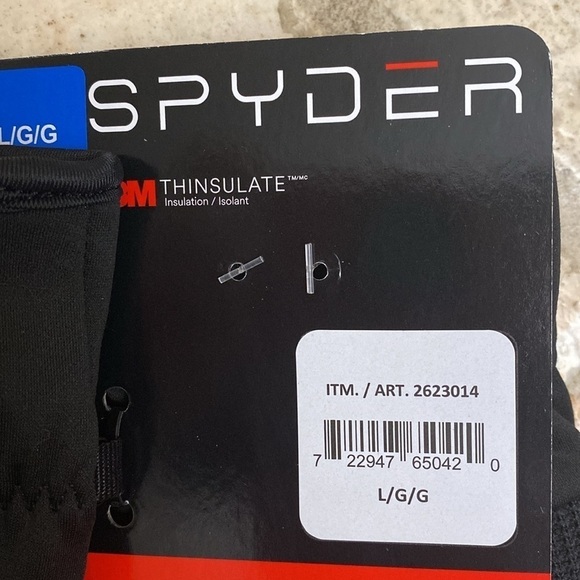 SPYDER
L/G/G
3M THINSULATE™/MC
Insulation / Isolant
ITM. / ART. 2623014
7 22947 65042 0
L/G/G